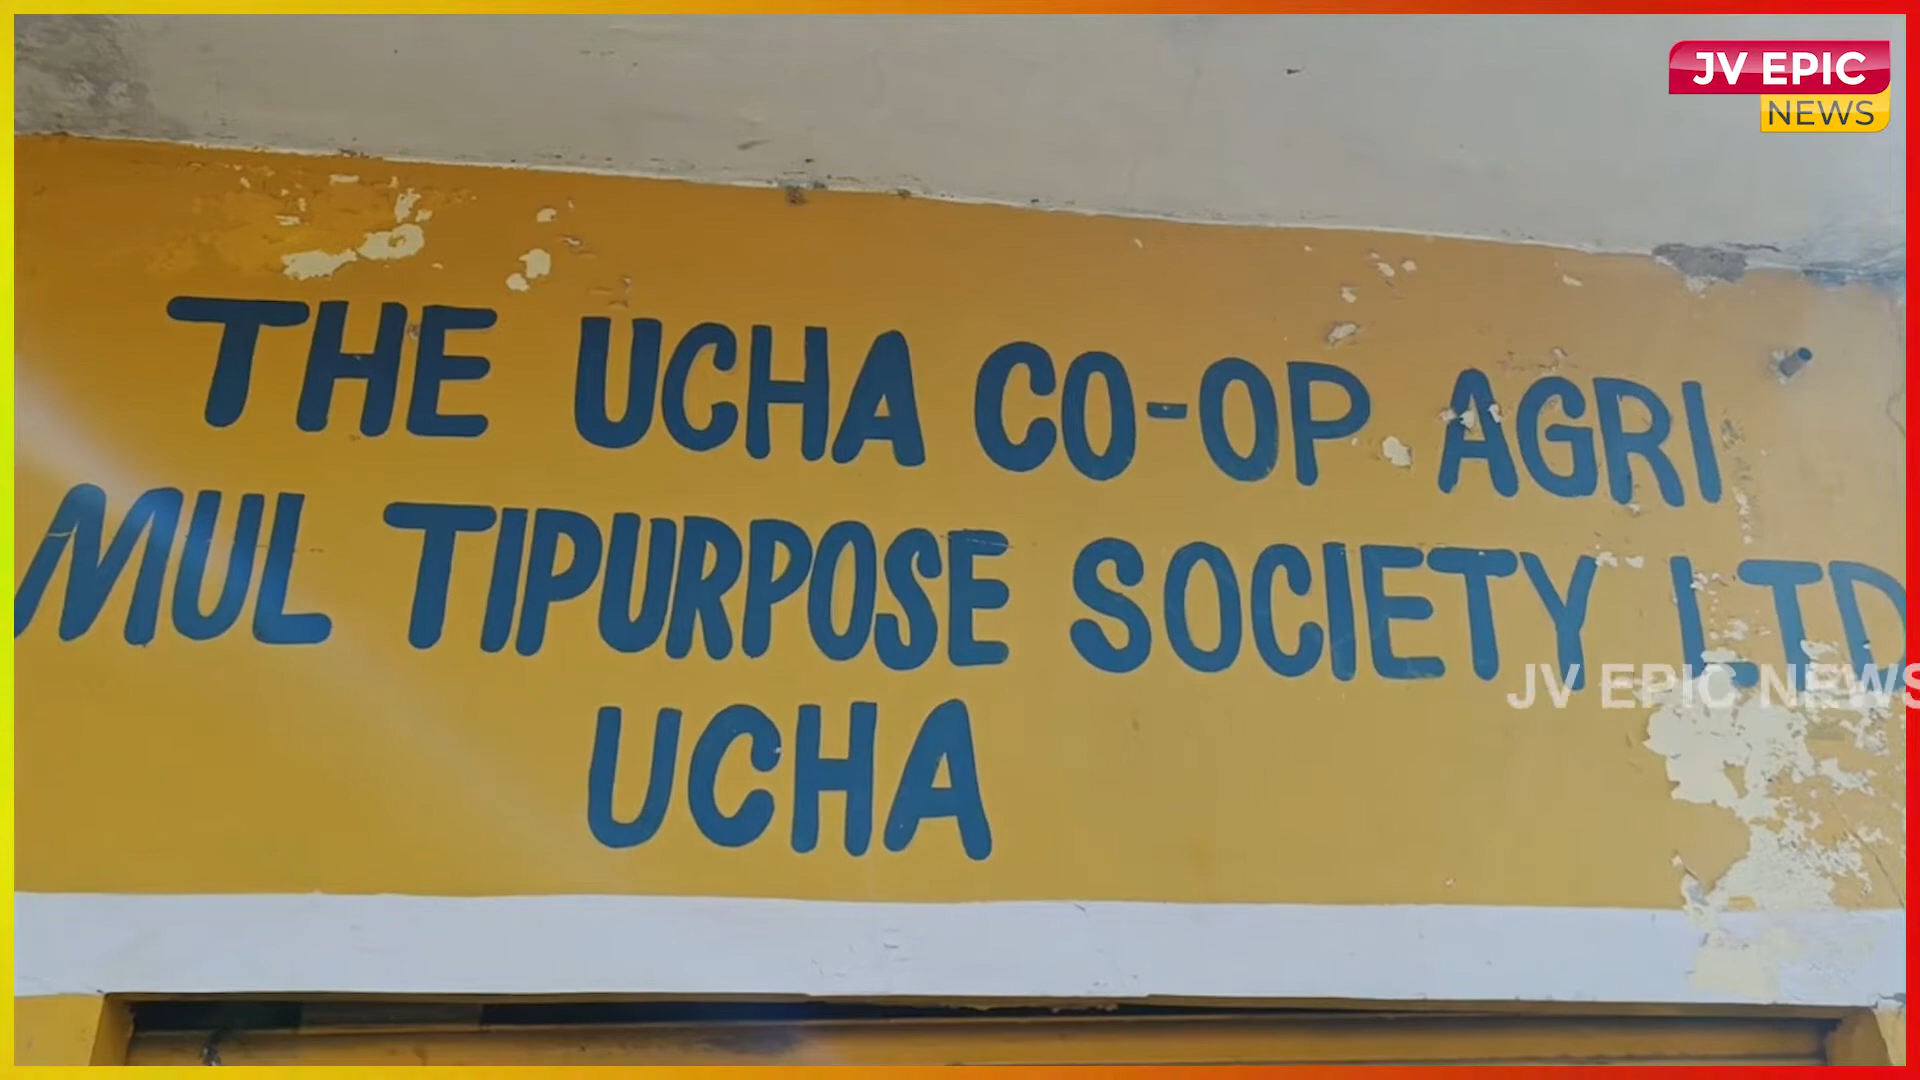 JV EPIC
NEWS
THE UCHA CO-OP AGRI
MUL TIPURPOSE SOCIETY LTD
JV EPIC NEWS
UCHA